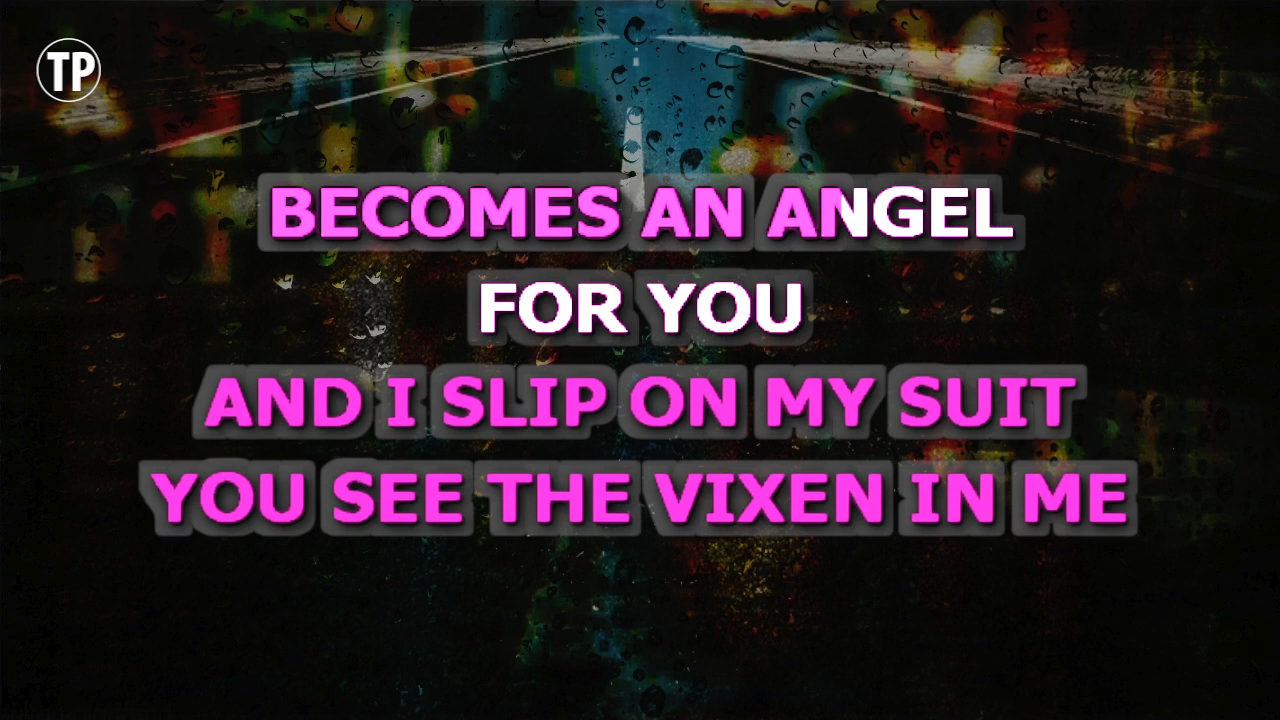 TP
BECOMES AN ANGEL
FOR YOU
AND I SLIP ON MY SUIT
YOU SEE THE VIXEN IN ME